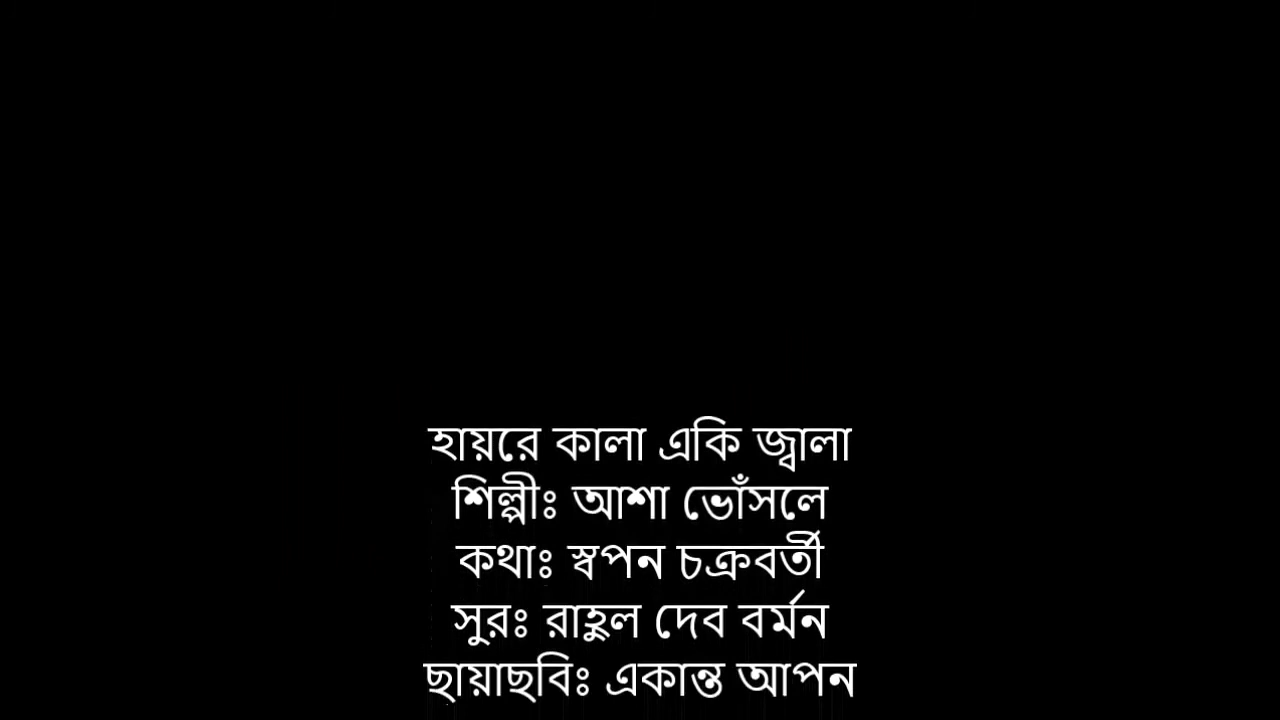 হায়রে কালা একি জ্বালা
শিল্পীঃ আশা ভোঁসলে
কথাঃ স্বপন চক্রবর্তী
সুরঃ রাহুল দেব বর্মন
ছায়াছবিঃ একান্ত আপন